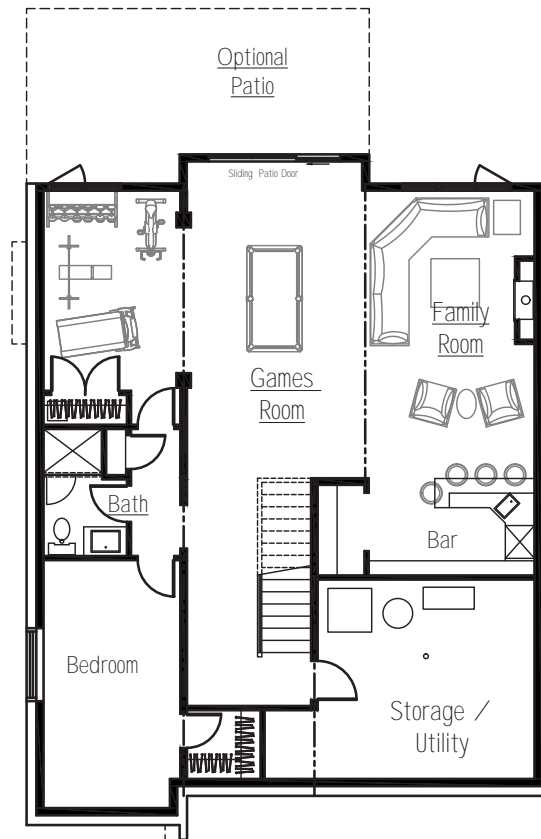 Optional
Patio
Sliding Patio Door
Family
Room
Games
Room
Bath
Bar
Bedroom
Storage /
Utility